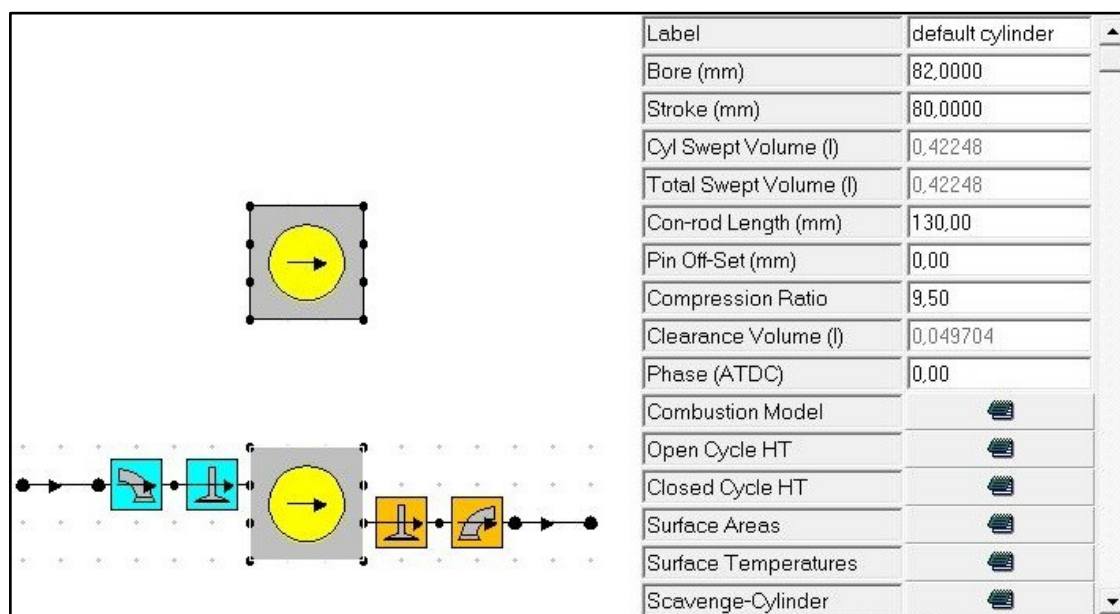 Label default cylinder
Bore (mm) 82,0000
Stroke (mm) 80,0000
Cyl Swept Volume (l) 0,42248
Total Swept Volume (l) 0,42248
Con-rod Length (mm) 130,00
Pin Off-Set (mm) 0,00
Compression Ratio 9,50
Clearance Volume (l) 0,049704
Phase (ATDC) 0,00
Combustion Model
Open Cycle HT
Closed Cycle HT
Surface Areas
Surface Temperatures
Scavenge-Cylinder